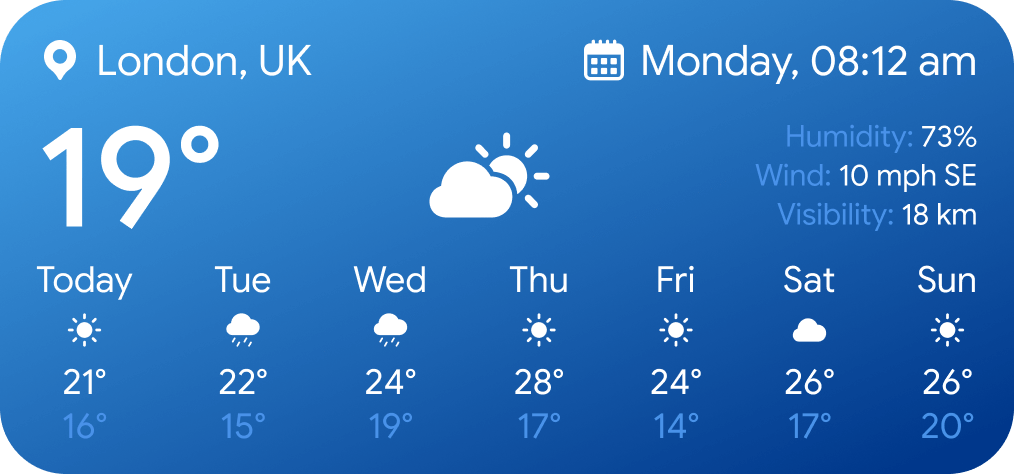 London, UK
Monday, 08:12 am
19°
Humidity: 73%
Wind: 10 mph SE
Visibility: 18 km
Today Tue Wed Thu Fri Sat Sun
21° 22° 24° 28° 24° 26° 26°
16° 15° 19° 17° 14° 17° 20°